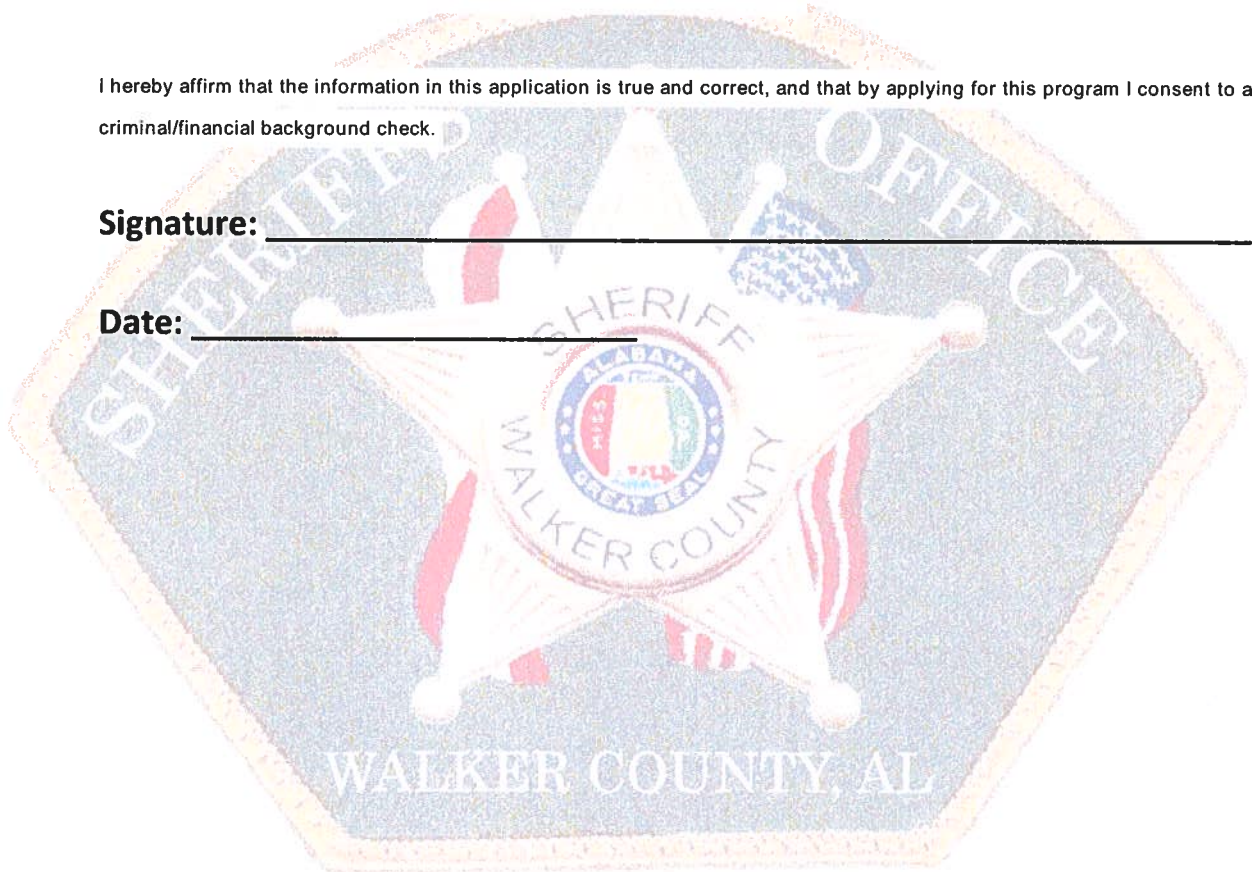 I hereby affirm that the information in this application is true and correct, and that by applying for this program I consent to a
criminal/financial background check.
Signature:
Date:
SHERIFF'S OFFICE
SHERIFF
ALABAMA
GREAT SEAL
WALKER COUNTY
WALKER COUNTY, AL